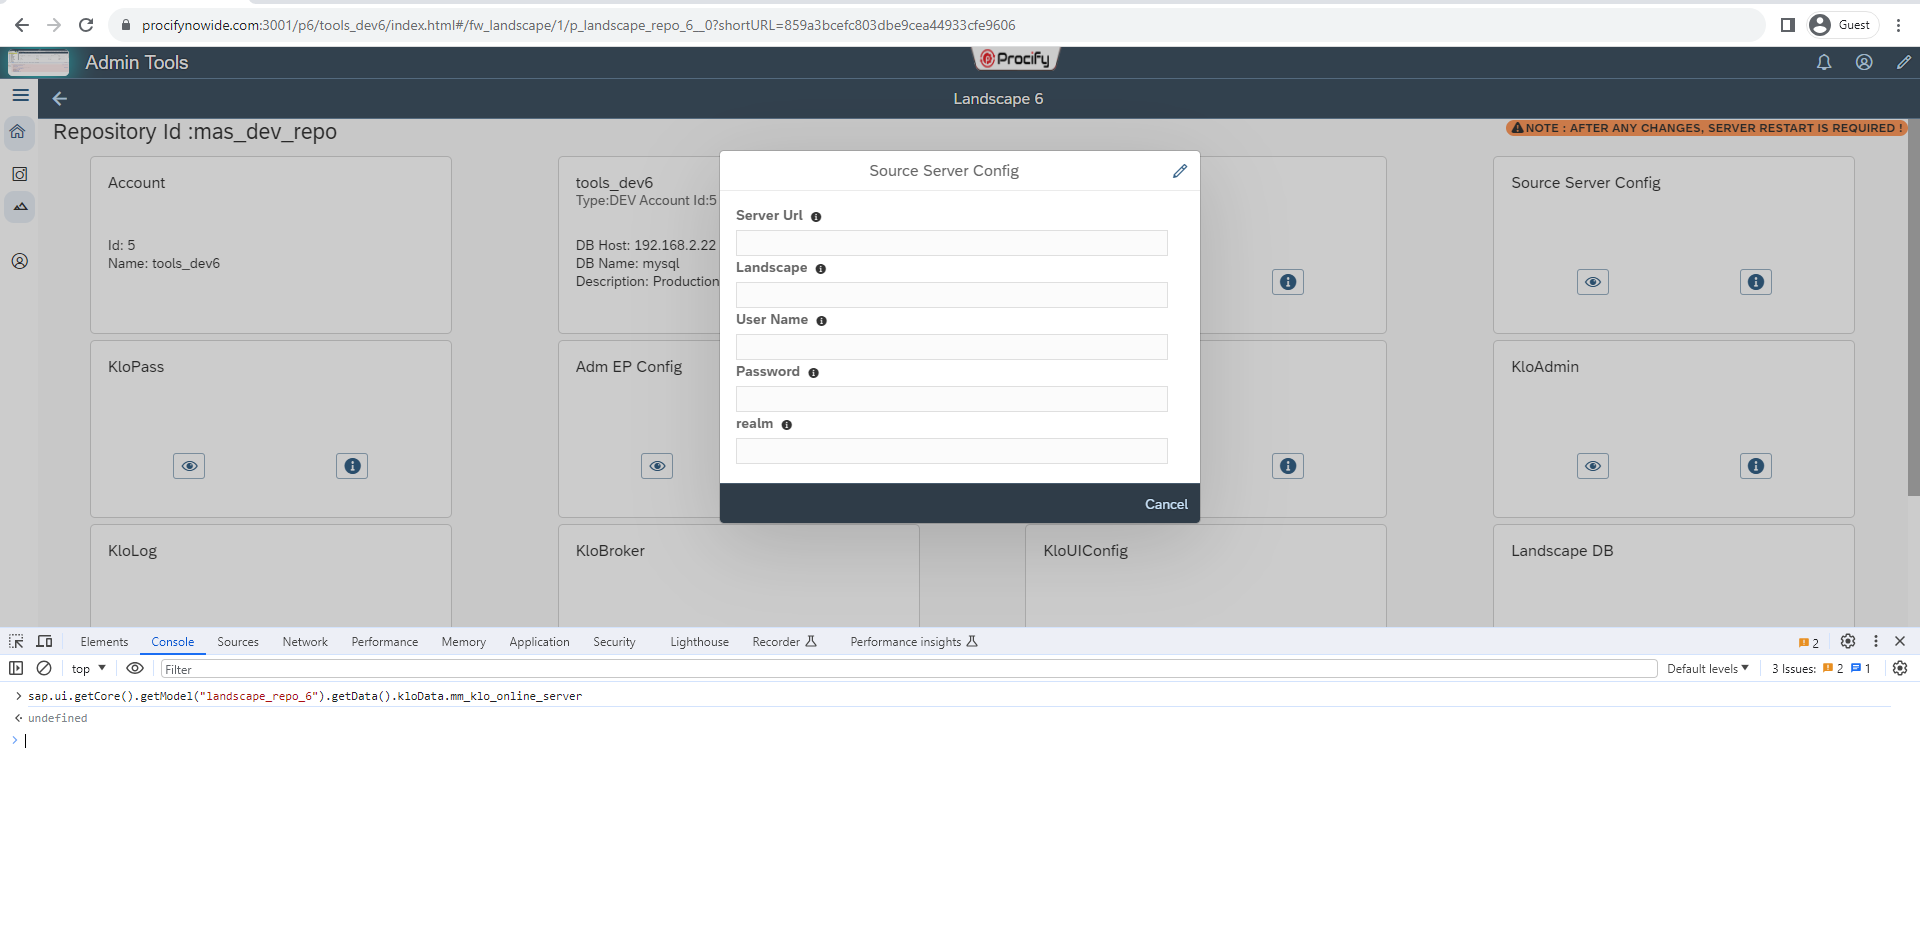 procifynowide.com:3001/p6/tools_dev6/index.html#/fw_landscape/1/p_landscape_repo_6__0?shortURL=859a3bcefc803dbe9cea44933cfe9606
Guest
Admin Tools
Procify
Landscape 6
Repository Id :mas_dev_repo
NOTE : AFTER ANY CHANGES, SERVER RESTART IS REQUIRED !
Account
Id: 5
Name: tools_dev6
tools_dev6
Type:DEV Account Id:5
DB Host: 192.168.2.22
DB Name: mysql
Description: Production
Source Server Config
KloPass
Adm EP Config
KloAdmin
KloLog
KloBroker
KloUIConfig
Landscape DB
Source Server Config
Server Url
Landscape
User Name
Password
realm
Cancel
Elements Console Sources Network Performance Memory Application Security Lighthouse Recorder Performance insights 2
top Filter Default levels 3 Issues: 2 1
sap.ui.getCore().getModel("landscape_repo_6").getData().kloData.mm_klo_online_server
undefined